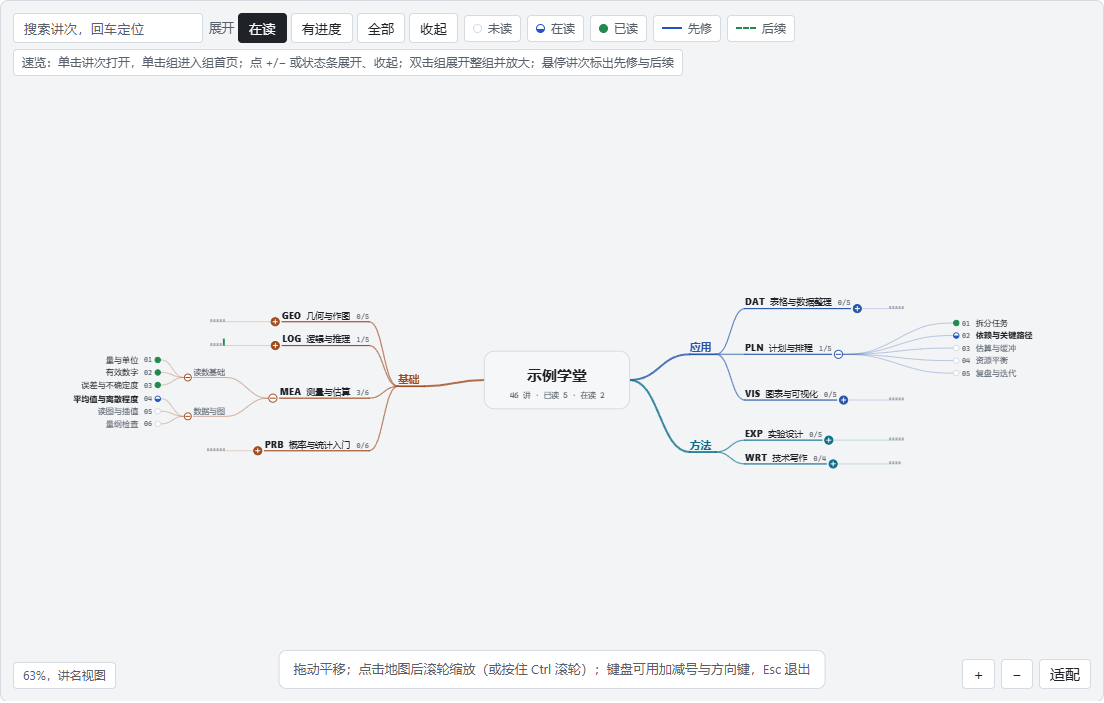 搜索讲次，回车定位 展开 在读 有进度 全部 收起 未读 在读 已读 先修 后续
速览：单击讲次打开，单击组进入组首页；点 +/− 或状态条展开、收起；双击组展开整组并放大；悬停讲次标出先修与后续
GEO 几何与作图 0/5
LOG 逻辑与推理 1/5
MEA 测量与估算 3/6
PRB 概率与统计入门 0/6
基础
读数基础
量与单位 01
有效数字 02
误差与不确定度 03
数据与图
平均值与离散程度 04
读图与插值 05
量纲检查 06
示例学堂
46 讲 · 已读 5 · 在读 2
应用
DAT 表格与数据整理 0/5
PLN 计划与排程 1/5
01 拆分任务
02 依赖与关键路径
03 估算与缓冲
04 资源平衡
05 复盘与迭代
VIS 图表与可视化 0/5
方法
EXP 实验设计 0/5
WRT 技术写作 0/4
63%，讲名视图
拖动平移；点击地图后滚轮缩放（或按住 Ctrl 滚轮）；键盘可用加减号与方向键，Esc 退出
+ − 适配